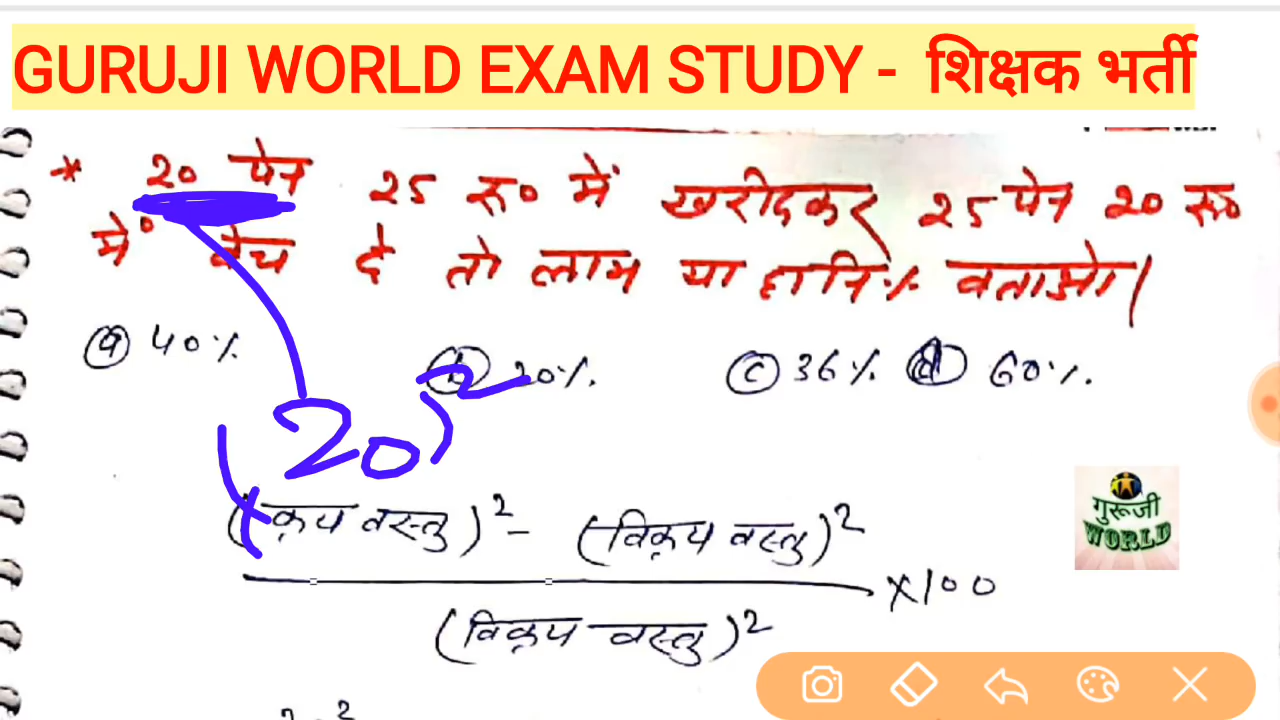 GURUJI WORLD EXAM STUDY - शिक्षक भर्ती
* 20 पेन 25 रु० में खरीदकर 25 पेन 20 रु०
में बेच दे तो लाभ या हानि% बताओ।
(a) 40% (b) 20% (c) 36% (d) 60%
(20)²
(क्रय वस्तु)² - (विक्रय वस्तु)²
×100
(विक्रय वस्तु)²
गुरूजी
WORLD